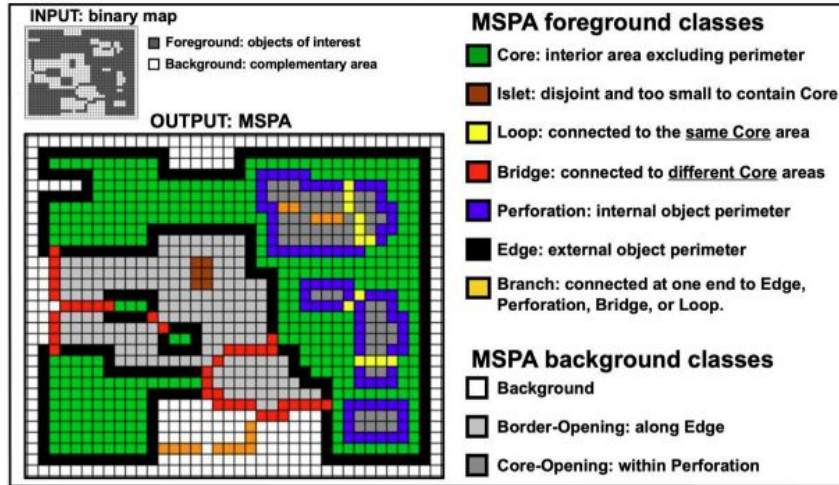 INPUT: binary map
Foreground: objects of interest
Background: complementary area
OUTPUT: MSPA
MSPA foreground classes
Core: interior area excluding perimeter
Islet: disjoint and too small to contain Core
Loop: connected to the same Core area
Bridge: connected to different Core areas
Perforation: internal object perimeter
Edge: external object perimeter
Branch: connected at one end to Edge,
Perforation, Bridge, or Loop.
MSPA background classes
Background
Border-Opening: along Edge
Core-Opening: within Perforation